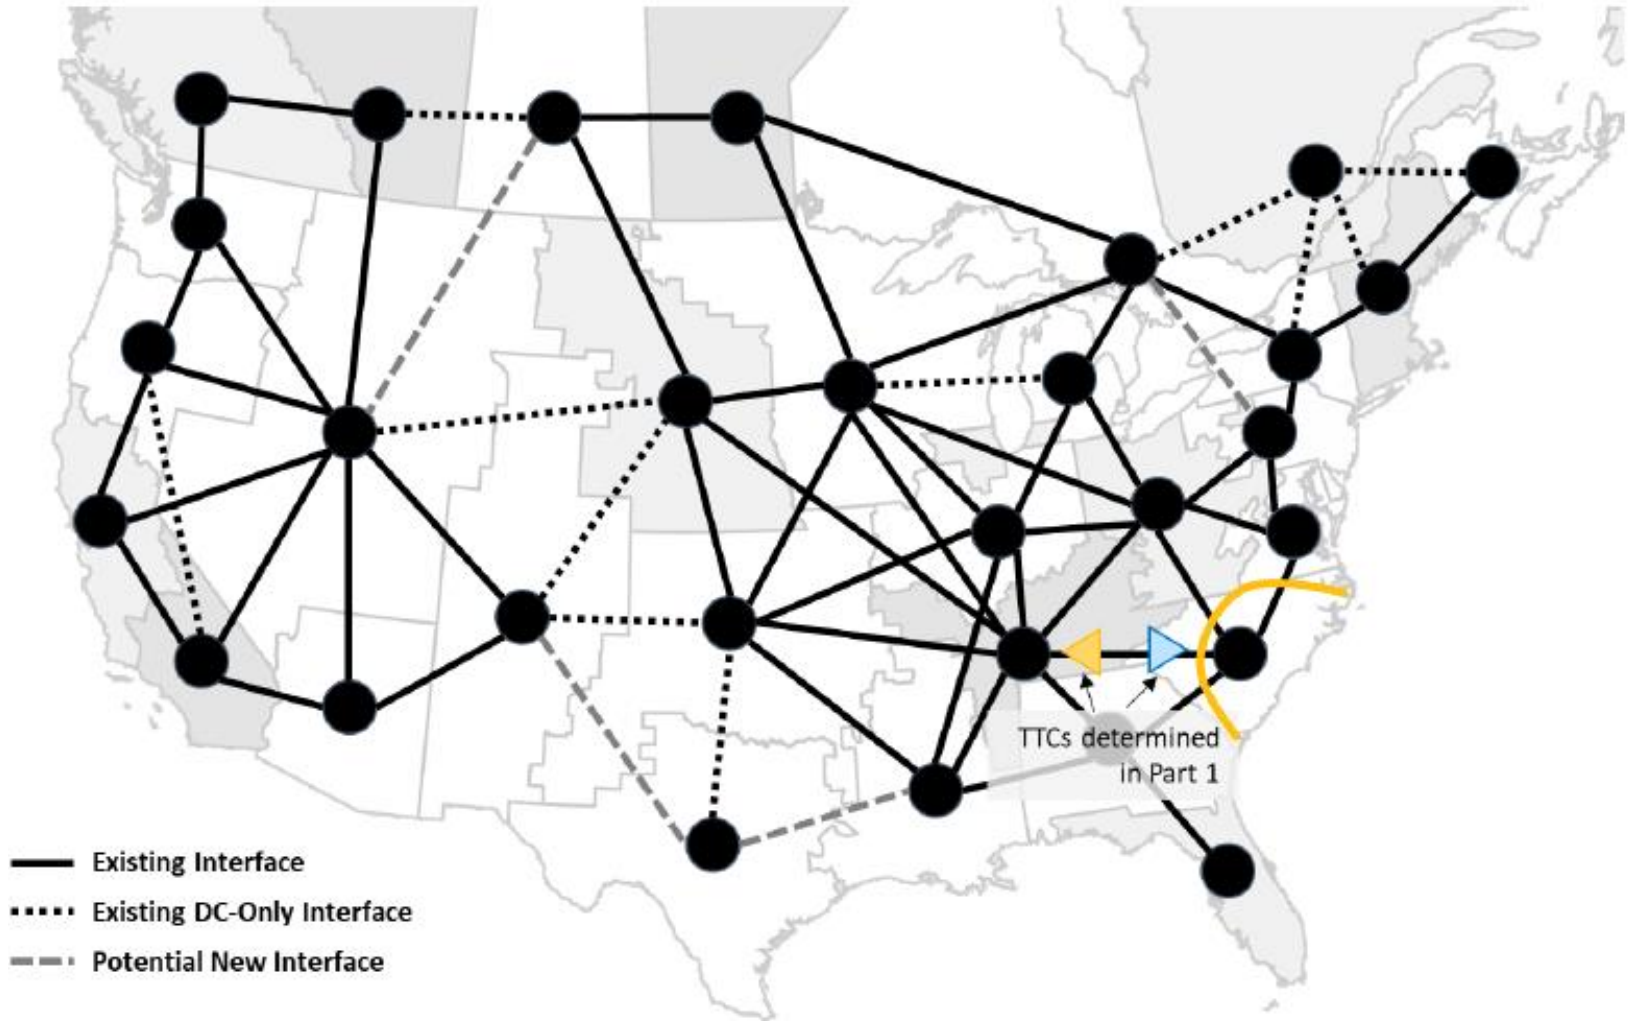 TTCs determined
in Part 1
Existing Interface
Existing DC-Only Interface
Potential New Interface